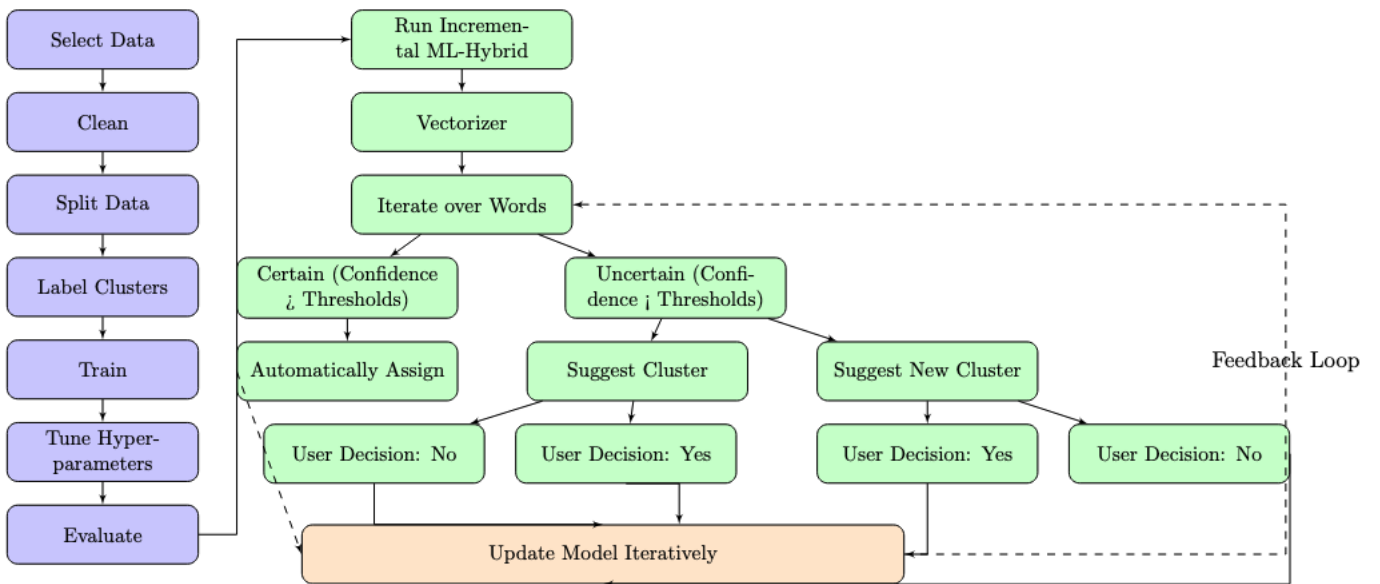 Select Data
Clean
Split Data
Label Clusters
Train
Tune Hyper-
parameters
Evaluate
Run Incremen-
tal ML-Hybrid
Vectorizer
Iterate over Words
Certain (Confidence
¿ Thresholds)
Uncertain (Confi-
dence ¡ Thresholds)
Automatically Assign
Suggest Cluster
Suggest New Cluster
Feedback Loop
User Decision: No
User Decision: Yes
User Decision: Yes
User Decision: No
Update Model Iteratively